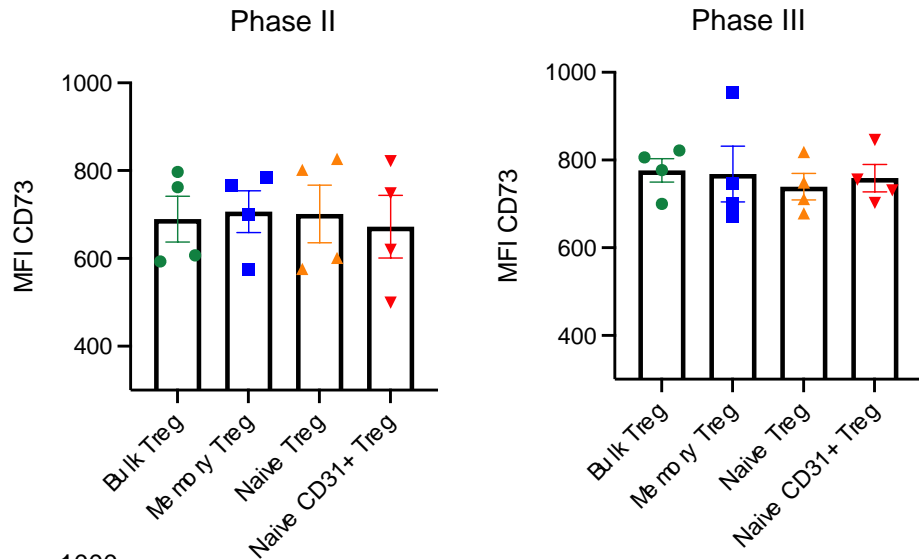 Phase II
1000
800
600
400
MFI CD73
Bulk Treg
Memory Treg
Naive Treg
Naive CD31+ Treg
Phase III
1000
800
600
400
MFI CD73
Bulk Treg
Memory Treg
Naive Treg
Naive CD31+ Treg